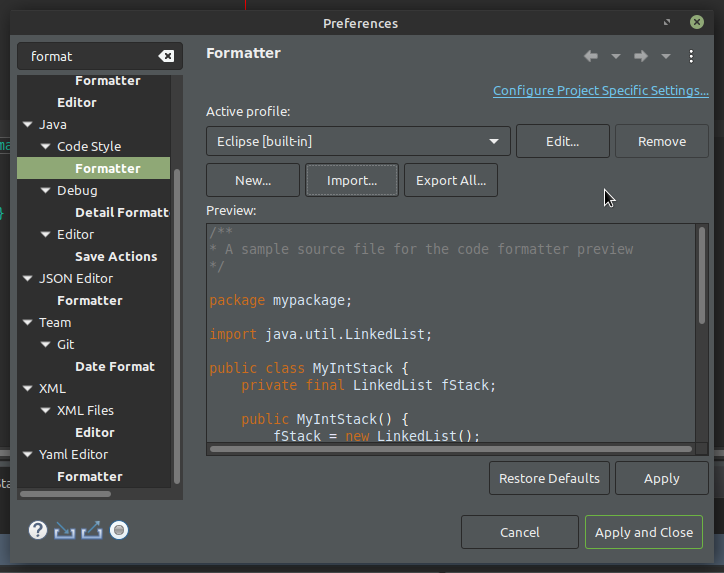 Preferences
format
Formatter
Editor
Java
Code Style
Formatter
Debug
Detail Formatt
Editor
Save Actions
JSON Editor
Formatter
Team
Git
Date Format
XML
XML Files
Editor
Yaml Editor
Formatter
Formatter
Configure Project Specific Settings...
Active profile:
Eclipse [built-in]
Edit...
Remove
New...
Import...
Export All...
Preview:
/**
* A sample source file for the code formatter preview
*/
package mypackage;
import java.util.LinkedList;
public class MyIntStack {
private final LinkedList fStack;
public MyIntStack() {
fStack = new LinkedList();
Restore Defaults
Apply
Cancel
Apply and Close